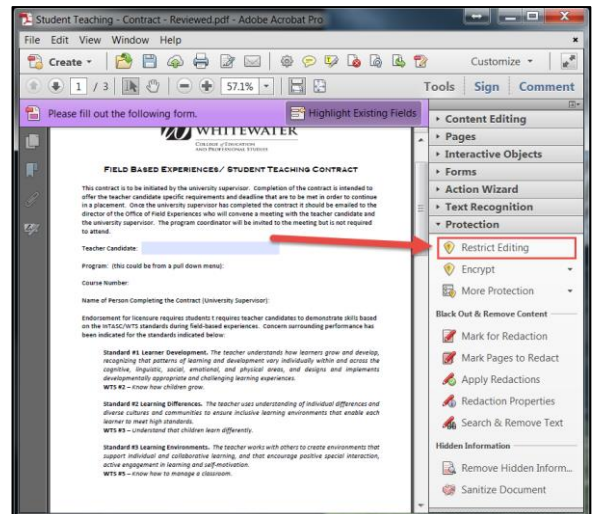 Student Teaching - Contract - Reviewed.pdf - Adobe Acrobat Pro
File Edit View Window Help
Create
Customize
1 / 3 57.1%
Tools Sign Comment
Please fill out the following form.
Highlight Existing Fields
WHITEWATER
COLLEGE of EDUCATION
AND PROFESSIONAL STUDIES
FIELD BASED EXPERIENCES/ STUDENT TEACHING CONTRACT
This contract is to be initiated by the university supervisor. Completion of the contract is intended to
offer the teacher candidate specific requirements and deadline that are to be met in order to continue
in a placement. Once the university supervisor has completed the contract it should be emailed to the
director of the Office of Field Experiences who will convene a meeting with the teacher candidate and
the university supervisor. The program coordinator will be invited to the meeting but is not required
to attend.
Teacher Candidate:
Program: (this could be from a pull down menu):
Course Number:
Name of Person Completing the Contract (University Supervisor):
Endorsement for licensure requires students t requires teacher candidates to demonstrate skills based
on the InTASC/WTS standards during field-based experiences. Concern surrounding performance has
been indicated for the standards indicated below:
Standard #1 Learner Development. The teacher understands how learners grow and develop,
recognizing that patterns of learning and development vary individually within and across the
cognitive, linguistic, social, emotional, and physical areas, and designs and implements
developmentally appropriate and challenging learning experiences.
WTS #2 – Know how children grow.
Standard #2 Learning Differences. The teacher uses understanding of individual differences and
diverse cultures and communities to ensure inclusive learning environments that enable each
learner to meet high standards.
WTS #3 – Understand that children learn differently.
Standard #3 Learning Environments. The teacher works with others to create environments that
support individual and collaborative learning, and that encourage positive special interaction,
active engagement in learning and self-motivation.
WTS #5 – Know how to manage a classroom.
Content Editing
Pages
Interactive Objects
Forms
Action Wizard
Text Recognition
Protection
Restrict Editing
Encrypt
More Protection
Black Out & Remove Content
Mark for Redaction
Mark Pages to Redact
Apply Redactions
Redaction Properties
Search & Remove Text
Hidden Information
Remove Hidden Inform...
Sanitize Document